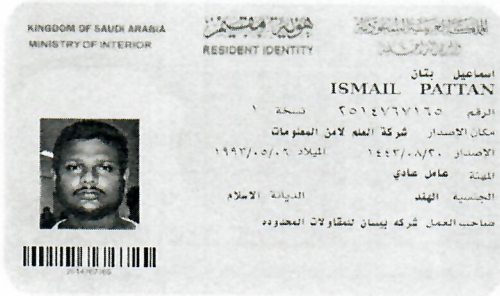 KINGDOM OF SAUDI ARABIA
MINISTRY OF INTERIOR
هوية مقيم
RESIDENT IDENTITY
المملكة العربية السعودية
وزارة الداخلية
اسماعيل بتان
ISMAIL PATTAN
الرقم ٢٥١٤٧٦٧١٦٥ نسخة ١
مكان الاصدار شركة العلم لامن المعلومات
الاصدار ١٤٤٣/٠٨/٢٠ الميلاد ١٩٩٣/٠٥/٠٦
المهنة عامل عادي
الجنسية الهند الديانة الاسلام
صاحب العمل شركه بيسان للمقاولات المحدوده
2514767165